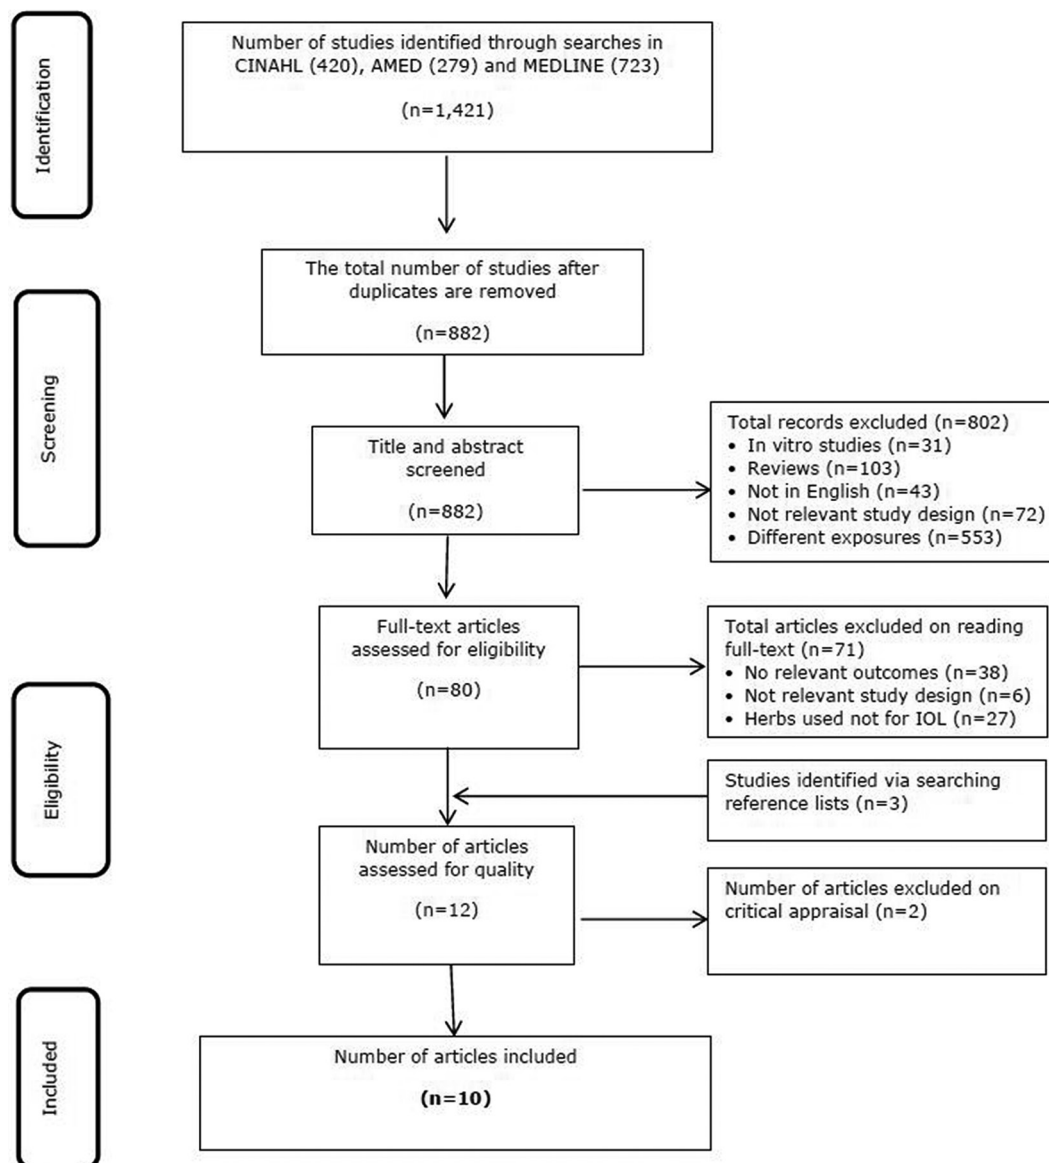 Identification
Number of studies identified through searches in
CINAHL (420), AMED (279) and MEDLINE (723)
(n=1,421)
Screening
The total number of studies after
duplicates are removed
(n=882)
Title and abstract
screened
(n=882)
Total records excluded (n=802)
• In vitro studies (n=31)
• Reviews (n=103)
• Not in English (n=43)
• Not relevant study design (n=72)
• Different exposures (n=553)
Eligibility
Full-text articles
assessed for eligibility
(n=80)
Total articles excluded on reading
full-text (n=71)
• No relevant outcomes (n=38)
• Not relevant study design (n=6)
• Herbs used not for IOL (n=27)
Studies identified via searching
reference lists (n=3)
Number of articles
assessed for quality
(n=12)
Number of articles excluded on
critical appraisal (n=2)
Included
Number of articles included
(n=10)